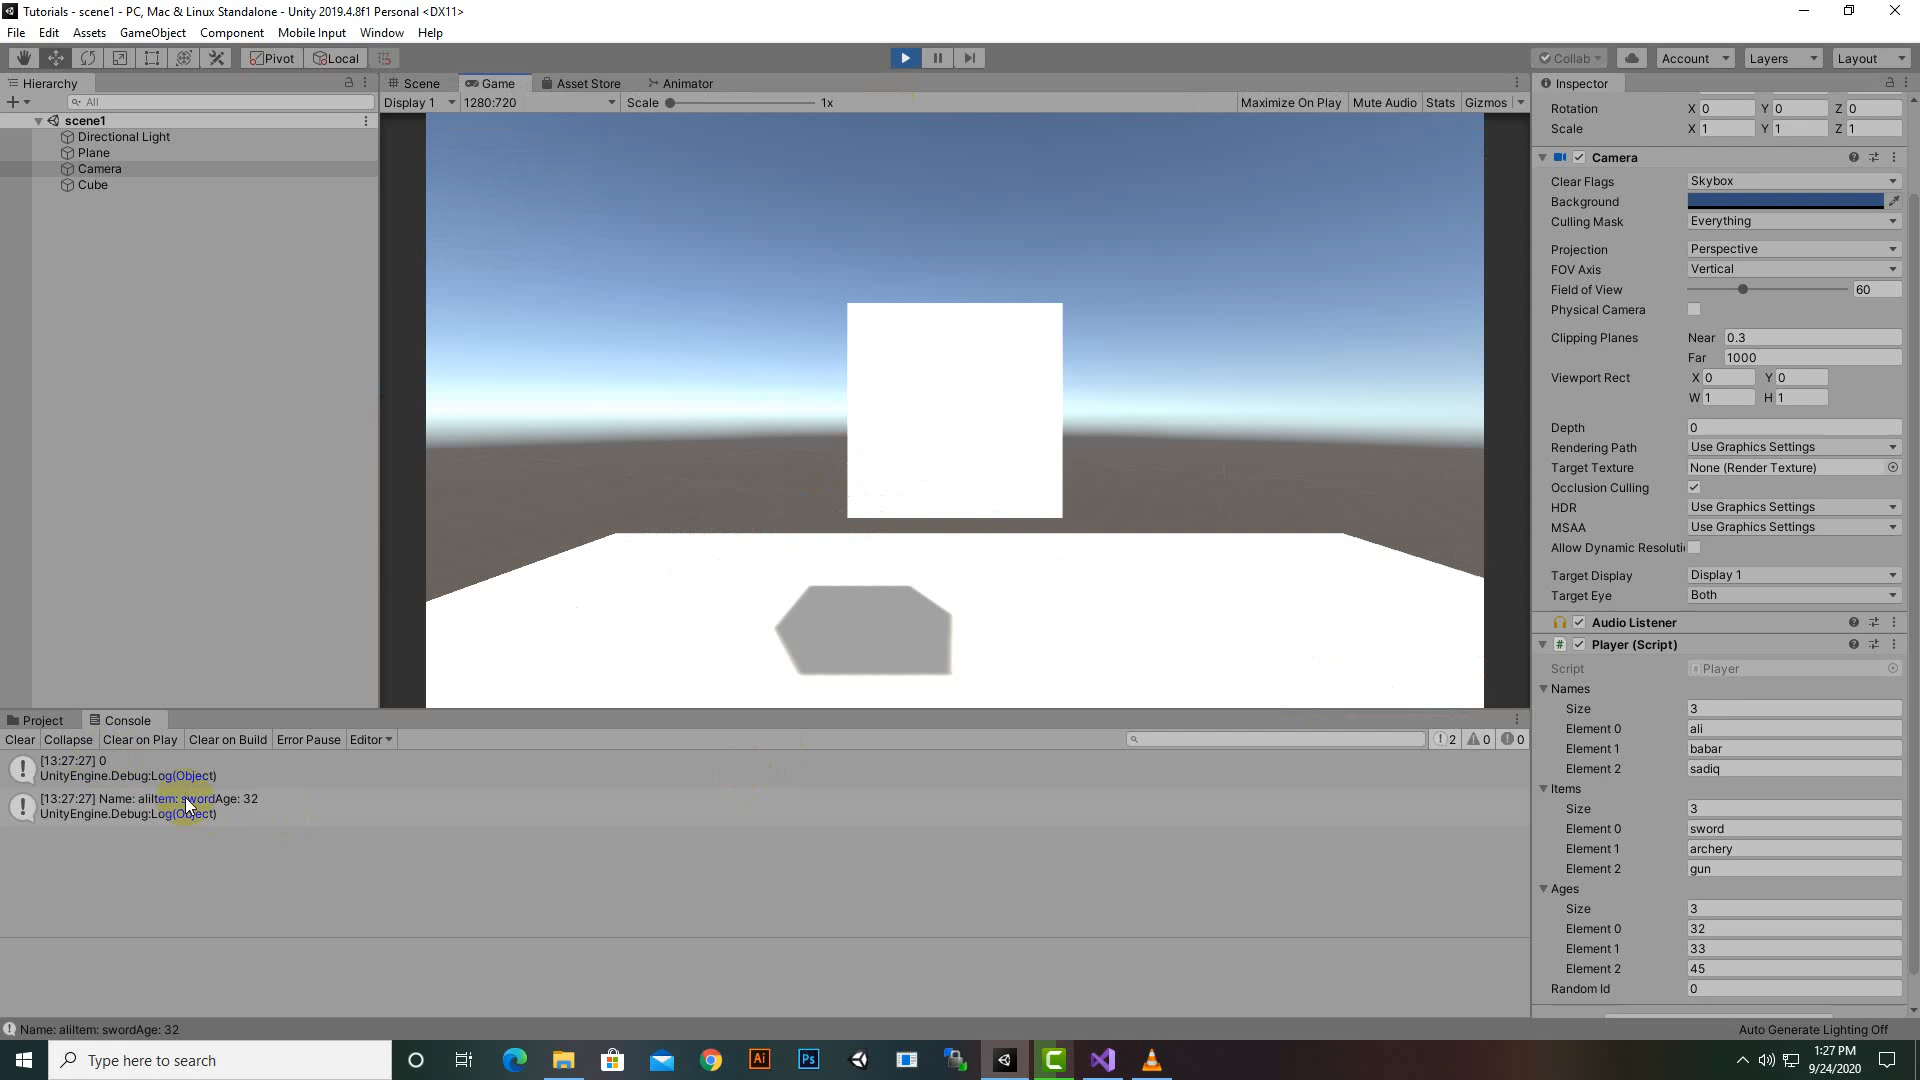 Tutorials - scene1 - PC, Mac & Linux Standalone - Unity 2019.4.8f1 Personal <DX11>
File Edit Assets GameObject Component Mobile Input Window Help
Pivot Local Collab Account Layers Layout
Hierarchy Scene Game Asset Store Animator Inspector
All Display 1 1280:720 Scale 1x Maximize On Play Mute Audio Stats Gizmos
scene1
Directional Light
Plane
Camera
Cube
Rotation X 0 Y 0 Z 0
Scale X 1 Y 1 Z 1
Camera
Clear Flags Skybox
Background
Culling Mask Everything
Projection Perspective
FOV Axis Vertical
Field of View 60
Physical Camera
Clipping Planes Near 0.3
Far 1000
Viewport Rect X 0 Y 0
W 1 H 1
Depth 0
Rendering Path Use Graphics Settings
Target Texture None (Render Texture)
Occlusion Culling
HDR Use Graphics Settings
MSAA Use Graphics Settings
Allow Dynamic Resoluti
Target Display Display 1
Target Eye Both
Audio Listener
Player (Script)
Script Player
Names
Size 3
Element 0 ali
Element 1 babar
Element 2 sadiq
Items
Size 3
Element 0 sword
Element 1 archery
Element 2 gun
Ages
Size 3
Element 0 32
Element 1 33
Element 2 45
Random Id 0
Project Console
Clear Collapse Clear on Play Clear on Build Error Pause Editor 2 0 0
[13:27:27] 0
UnityEngine.Debug:Log(Object)
[13:27:27] Name: aliItem: swordAge: 32
UnityEngine.Debug:Log(Object)
Name: aliItem: swordAge: 32
Auto Generate Lighting Off
Type here to search
Ai
Ps
1:27 PM
9/24/2020